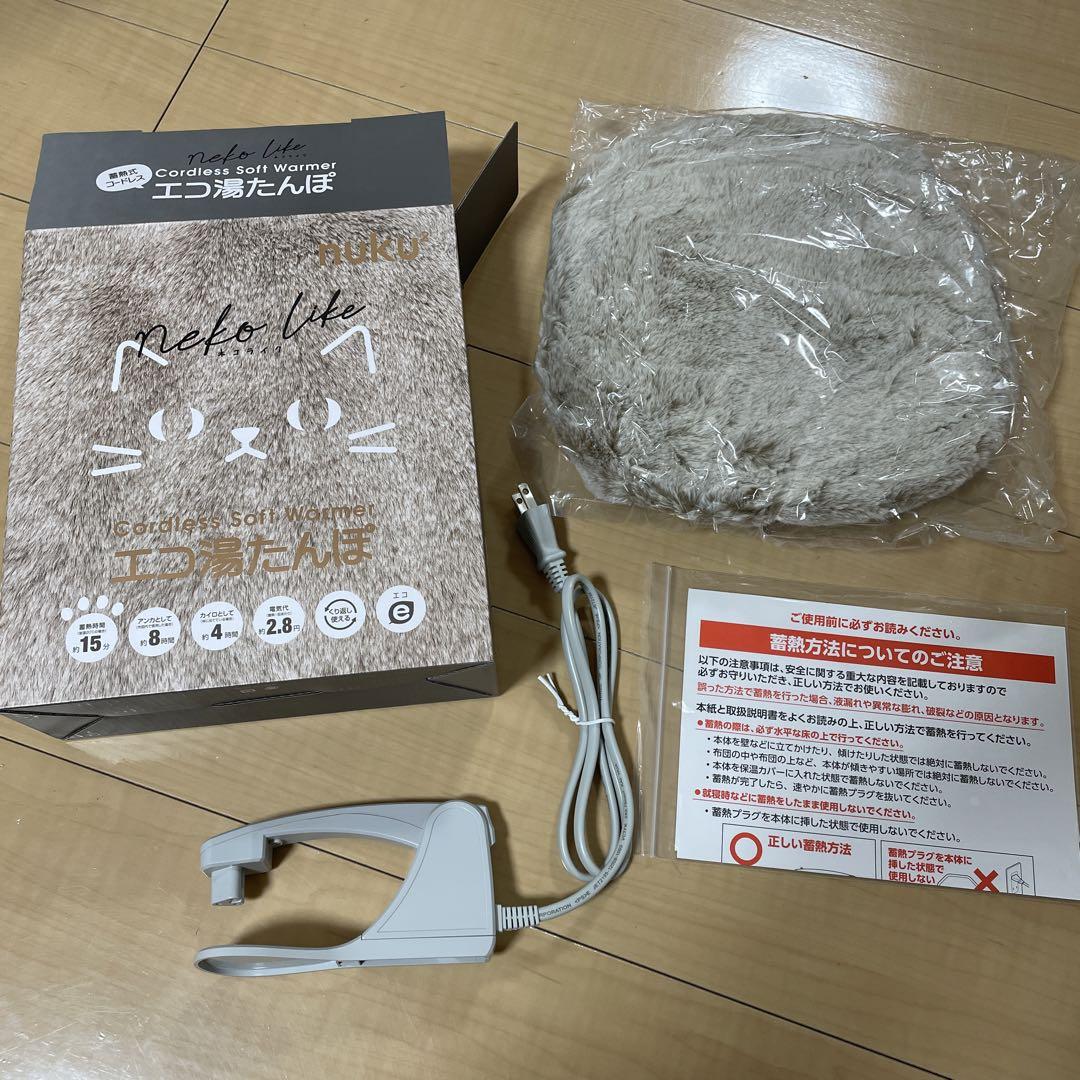 neko like
ネコライク
Cordless Soft Warmer
蓄熱式
コードレス
エコ湯たんぽ
nuku²
neko like
ネコライク
Cordless Soft Warmer
エコ湯たんぽ
蓄熱時間
約15分
アンカとして
約8時間
カイロとして
約4時間
電気代
約2.8円
くり返し
使える
エコ
e
ご使用前に必ずお読みください。
蓄熱方法についてのご注意
以下の注意事項は、安全に関する重大な内容を記載しておりますので
必ずお守りいただき、正しい方法でお使いください。
誤った方法で蓄熱を行った場合、液漏れや異常な膨れ、破裂などの原因となります。
本紙と取扱説明書をよくお読みの上、正しい方法で蓄熱を行ってください。
●蓄熱の際は、必ず水平な床の上で行ってください。
・本体を壁などに立てかけたり、傾けたりした状態では絶対に蓄熱しないでください。
・布団の中や布団の上など、本体が傾きやすい場所では絶対に蓄熱しないでください。
・本体を保温カバーに入れた状態で蓄熱しないでください。
・蓄熱が完了したら、速やかに蓄熱プラグを抜いてください。
●就寝時などに蓄熱をしたまま使用しないでください。
・蓄熱プラグを本体に挿した状態で使用しないでください。
正しい蓄熱方法
蓄熱プラグを本体に
挿した状態で
使用しない